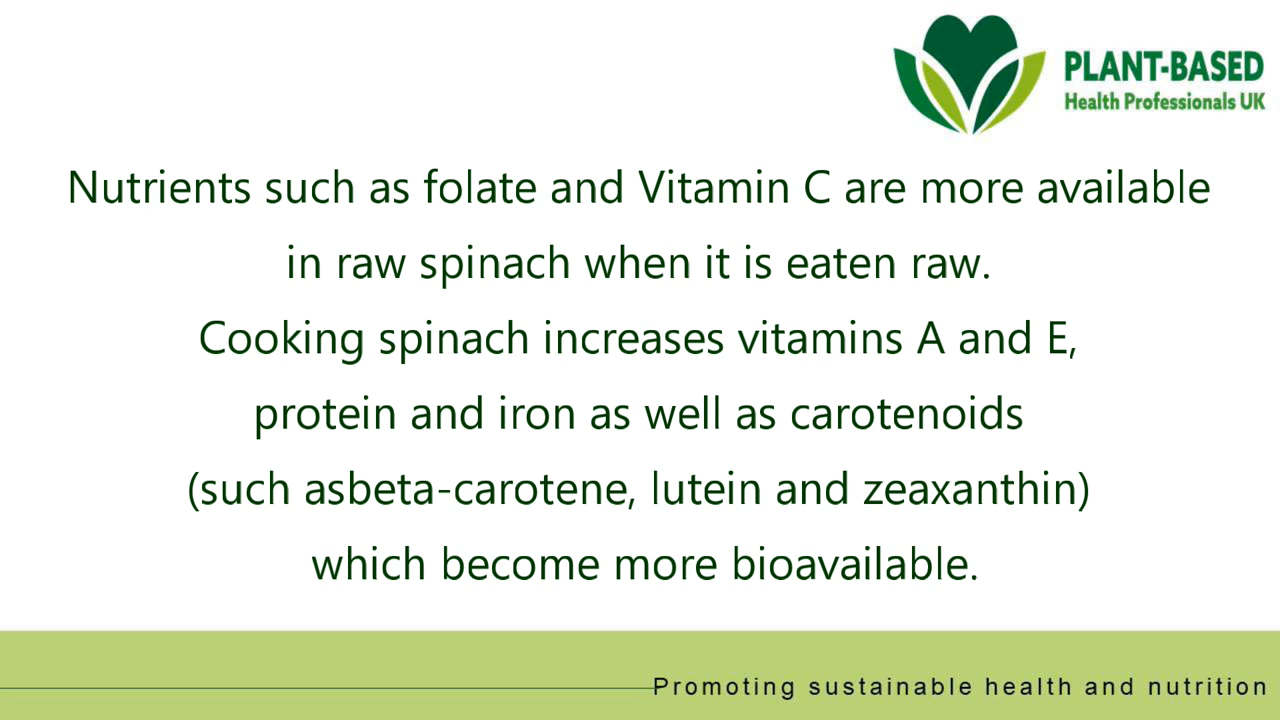 PLANT-BASED
Health Professionals UK
Nutrients such as folate and Vitamin C are more available
in raw spinach when it is eaten raw.
Cooking spinach increases vitamins A and E,
protein and iron as well as carotenoids
(such asbeta-carotene, lutein and zeaxanthin)
which become more bioavailable.
Promoting sustainable health and nutrition